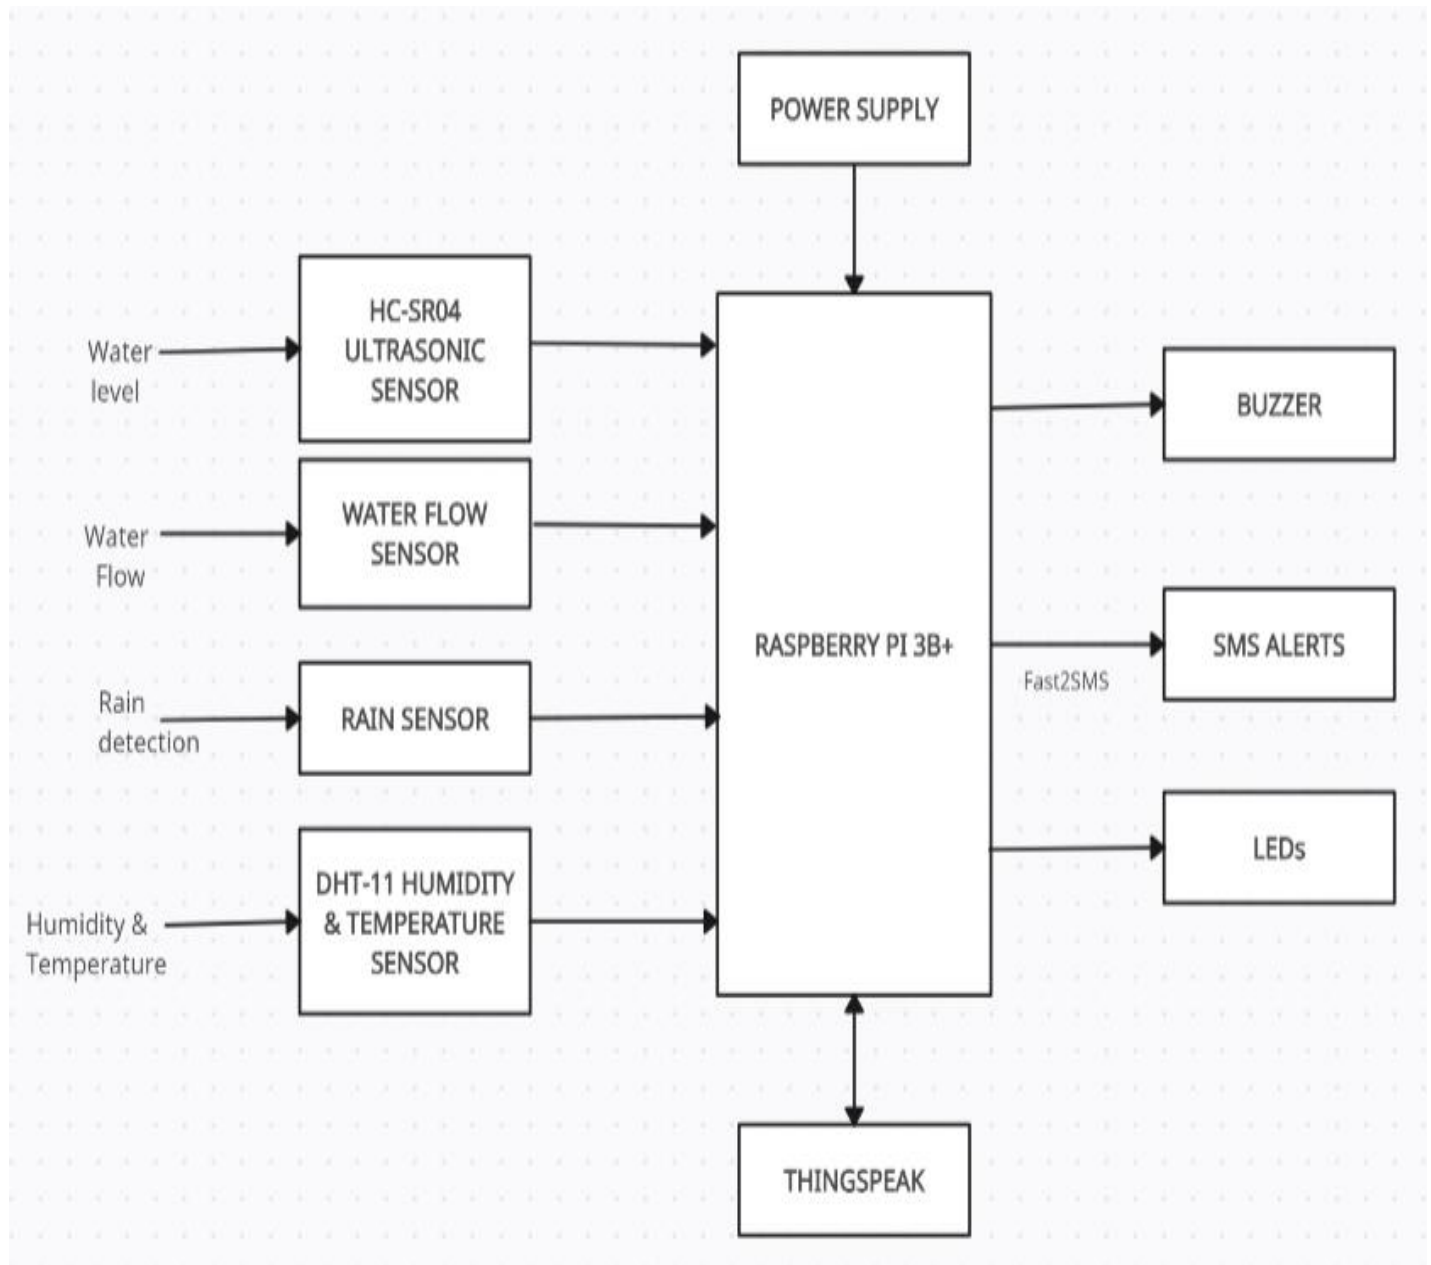 POWER SUPPLY
Water
level
HC-SR04
ULTRASONIC
SENSOR
BUZZER
Water
Flow
WATER FLOW
SENSOR
RASPBERRY PI 3B+
Fast2SMS
SMS ALERTS
Rain
detection
RAIN SENSOR
LEDs
Humidity &
Temperature
DHT-11 HUMIDITY
& TEMPERATURE
SENSOR
THINGSPEAK